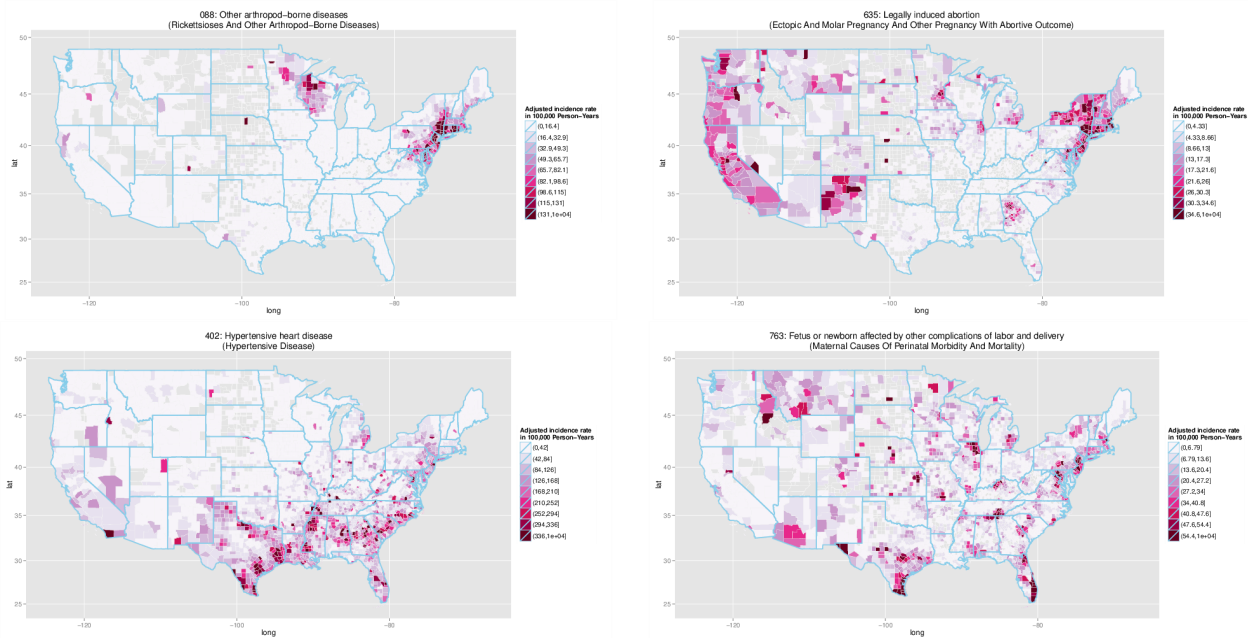 088: Other arthropod−borne diseases
(Rickettsioses And Other Arthropod−Borne Diseases)
50
45
40
35
30
25
lat
−120
−100
−80
long
Adjusted incidence rate
in 100,000 Person−Years
(0,16.4]
(16.4,32.9]
(32.9,49.3]
(49.3,65.7]
(65.7,82.1]
(82.1,98.6]
(98.6,115]
(115,131]
(131,1e+04]
635: Legally induced abortion
(Ectopic And Molar Pregnancy And Other Pregnancy With Abortive Outcome)
50
45
40
35
30
25
lat
−120
−100
−80
long
Adjusted incidence rate
in 100,000 Person−Years
(0,4.33]
(4.33,8.66]
(8.66,13]
(13,17.3]
(17.3,21.6]
(21.6,26]
(26,30.3]
(30.3,34.6]
(34.6,1e+04]
402: Hypertensive heart disease
(Hypertensive Disease)
50
45
40
35
30
25
lat
−120
−100
−80
long
Adjusted incidence rate
in 100,000 Person−Years
(0,42]
(42,84]
(84,126]
(126,168]
(168,210]
(210,252]
(252,294]
(294,336]
(336,1e+04]
763: Fetus or newborn affected by other complications of labor and delivery
(Maternal Causes Of Perinatal Morbidity And Mortality)
50
45
40
35
30
25
lat
−120
−100
−80
long
Adjusted incidence rate
in 100,000 Person−Years
(0,6.79]
(6.79,13.6]
(13.6,20.4]
(20.4,27.2]
(27.2,34]
(34,40.8]
(40.8,47.6]
(47.6,54.4]
(54.4,1e+04]